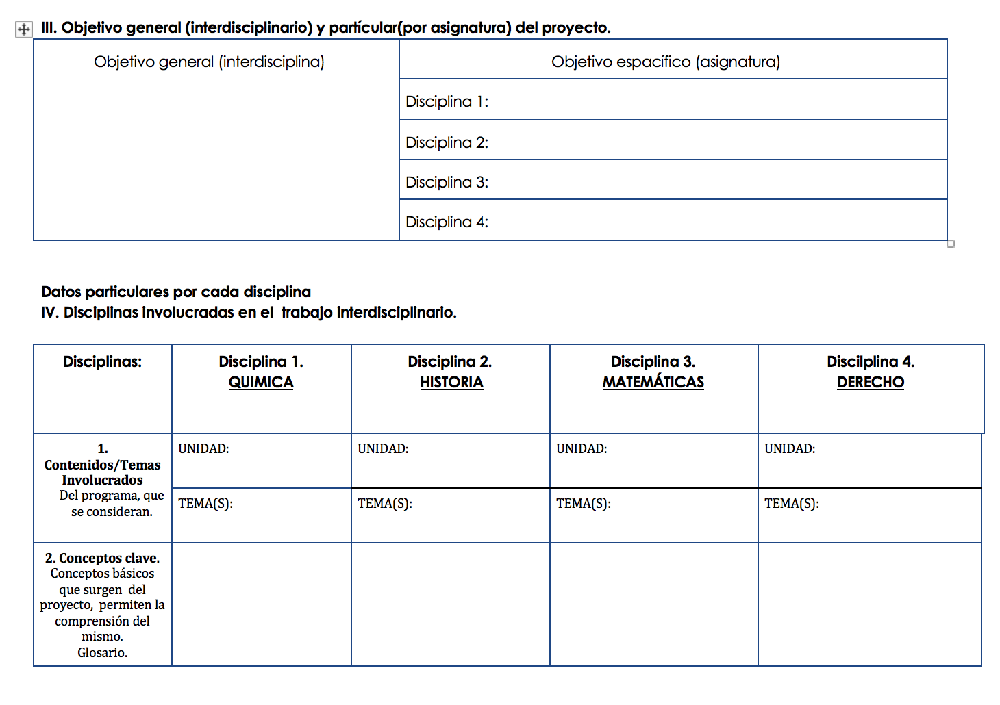 III. Objetivo general (interdisciplinario) y partícular(por asignatura) del proyecto.
Objetivo general (interdisciplina)
Objetivo espacífico (asignatura)
Disciplina 1:
Disciplina 2:
Disciplina 3:
Disciplina 4:
Datos particulares por cada disciplina
IV. Disciplinas involucradas en el  trabajo interdisciplinario.
Disciplinas:
Disciplina 1.
QUIMICA
Disciplina 2.
HISTORIA
Disciplina 3.
MATEMÁTICAS
Discilplina 4.
DERECHO
1.
Contenidos/Temas
Involucrados
Del programa, que
se consideran.
UNIDAD:
UNIDAD:
UNIDAD:
UNIDAD:
TEMA(S):
TEMA(S):
TEMA(S):
TEMA(S):
2. Conceptos clave.
Conceptos básicos
que surgen  del
proyecto,  permiten la
comprensión del
mismo.
Glosario.